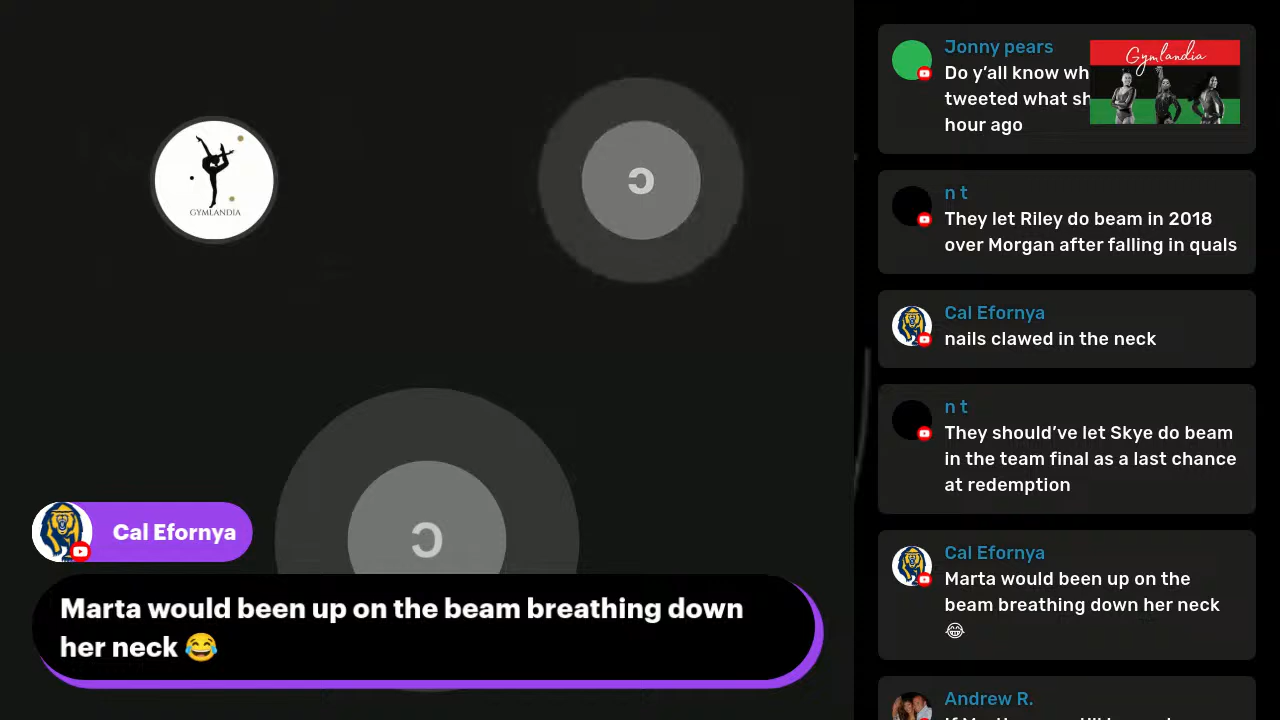 GYMLANDIA
ɔ
ɔ
Cal Efornya
Marta would been up on the beam breathing down
her neck 😂
Jonny pears
Do y’all know wh
tweeted what sh
hour ago
Gymlandia
n t
They let Riley do beam in 2018
over Morgan after falling in quals
Cal Efornya
nails clawed in the neck
n t
They should’ve let Skye do beam
in the team final as a last chance
at redemption
Cal Efornya
Marta would been up on the
beam breathing down her neck
😂
Andrew R.